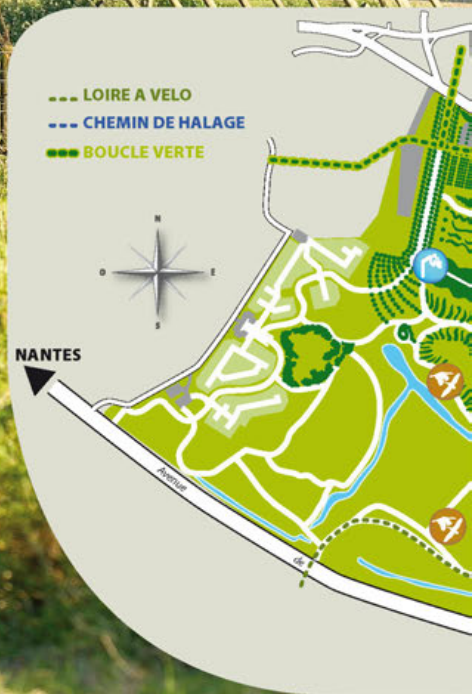 LOIRE A VELO
CHEMIN DE HALAGE
BOUCLE VERTE
N
O E
S
NANTES
Avenue
de